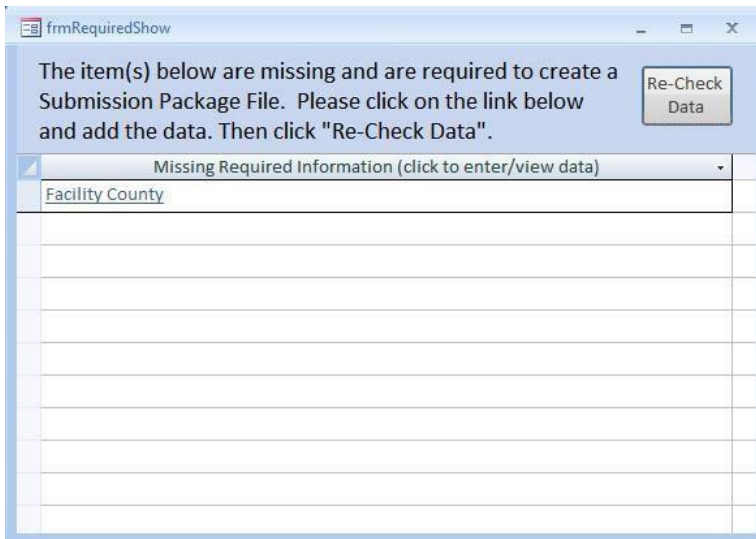 frmRequiredShow
The item(s) below are missing and are required to create a
Submission Package File.  Please click on the link below
and add the data. Then click "Re-Check Data".
Re-Check
Data
Missing Required Information (click to enter/view data)
Facility County